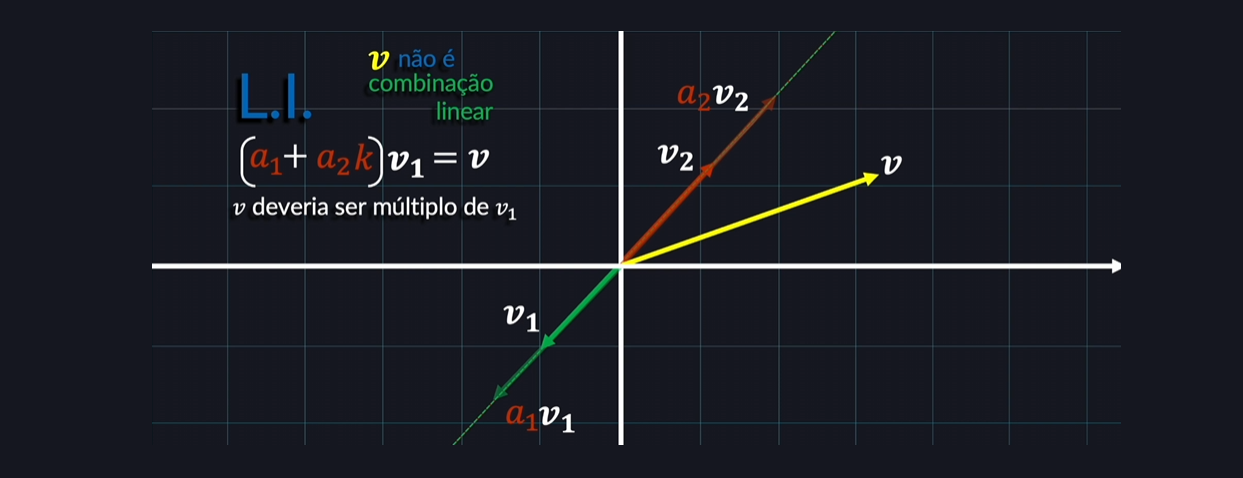 v não é
combinação
linear
L.I.
(a₁+ a₂k)v₁ = v
v deveria ser múltiplo de v₁
a₂v₂
v₂
v
v₁
a₁v₁